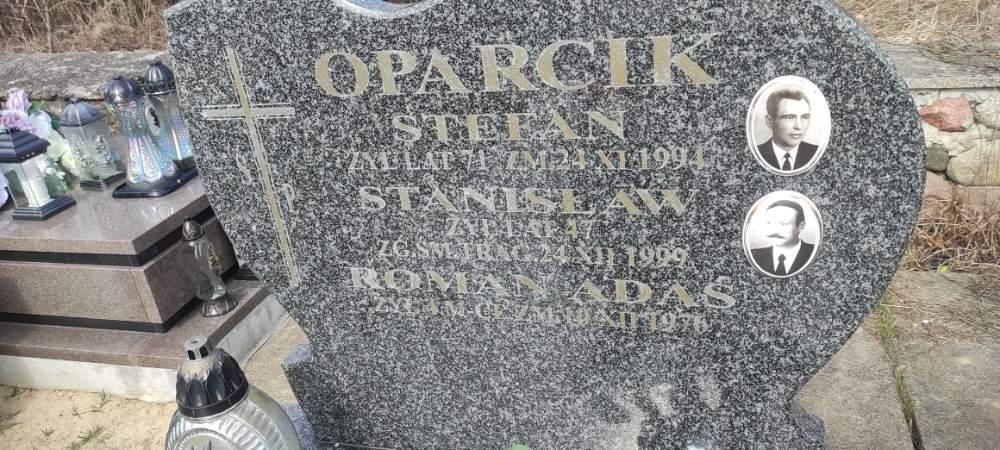 OPARCIK
STEFAN
ŻYŁ LAT 71 ZM. 24 XI 1994
STANISŁAW
ŻYŁ LAT 47
ZG. ŚM. TRAG. 24 XII 1999
ROMAN ADAŚ
ŻYŁ 4 M-CE ZM. 10 XII 1976